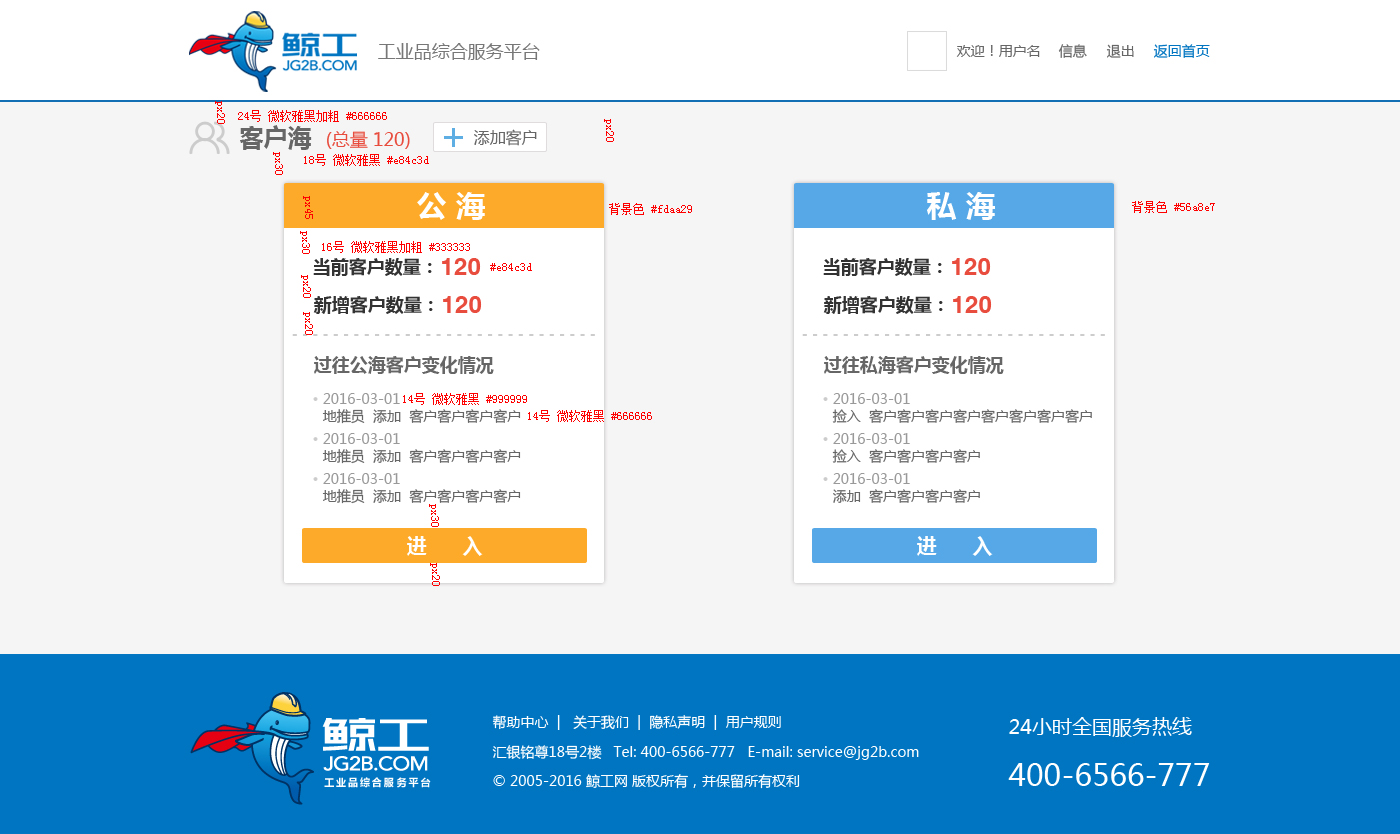 鲸工
JG2B.COM
工业品综合服务平台
欢迎！用户名 信息 退出 返回首页
px20
24号 微软雅黑加粗 #666666
px20
客户海 (总量 120)
添加客户
px30
18号 微软雅黑 #e84c3d
px45
公 海
背景色 #fdaa29
px30
16号 微软雅黑加粗 #333333
当前客户数量：120 #e84c3d
px20
新增客户数量：120
px20
过往公海客户变化情况
2016-03-01 14号 微软雅黑 #999999
地推员 添加 客户客户客户客户 14号 微软雅黑 #666666
2016-03-01
地推员 添加 客户客户客户客户
2016-03-01
地推员 添加 客户客户客户客户
px30
进 入
px20
私 海
背景色 #56a8e7
当前客户数量：120
新增客户数量：120
过往私海客户变化情况
2016-03-01
捡入 客户客户客户客户客户客户客户客户
2016-03-01
捡入 客户客户客户客户
2016-03-01
添加 客户客户客户客户
进 入
鲸工
JG2B.COM
工业品综合服务平台
帮助中心 | 关于我们 | 隐私声明 | 用户规则
汇银铭尊18号2楼 Tel: 400-6566-777 E-mail: service@jg2b.com
© 2005-2016 鲸工网 版权所有，并保留所有权利
24小时全国服务热线
400-6566-777